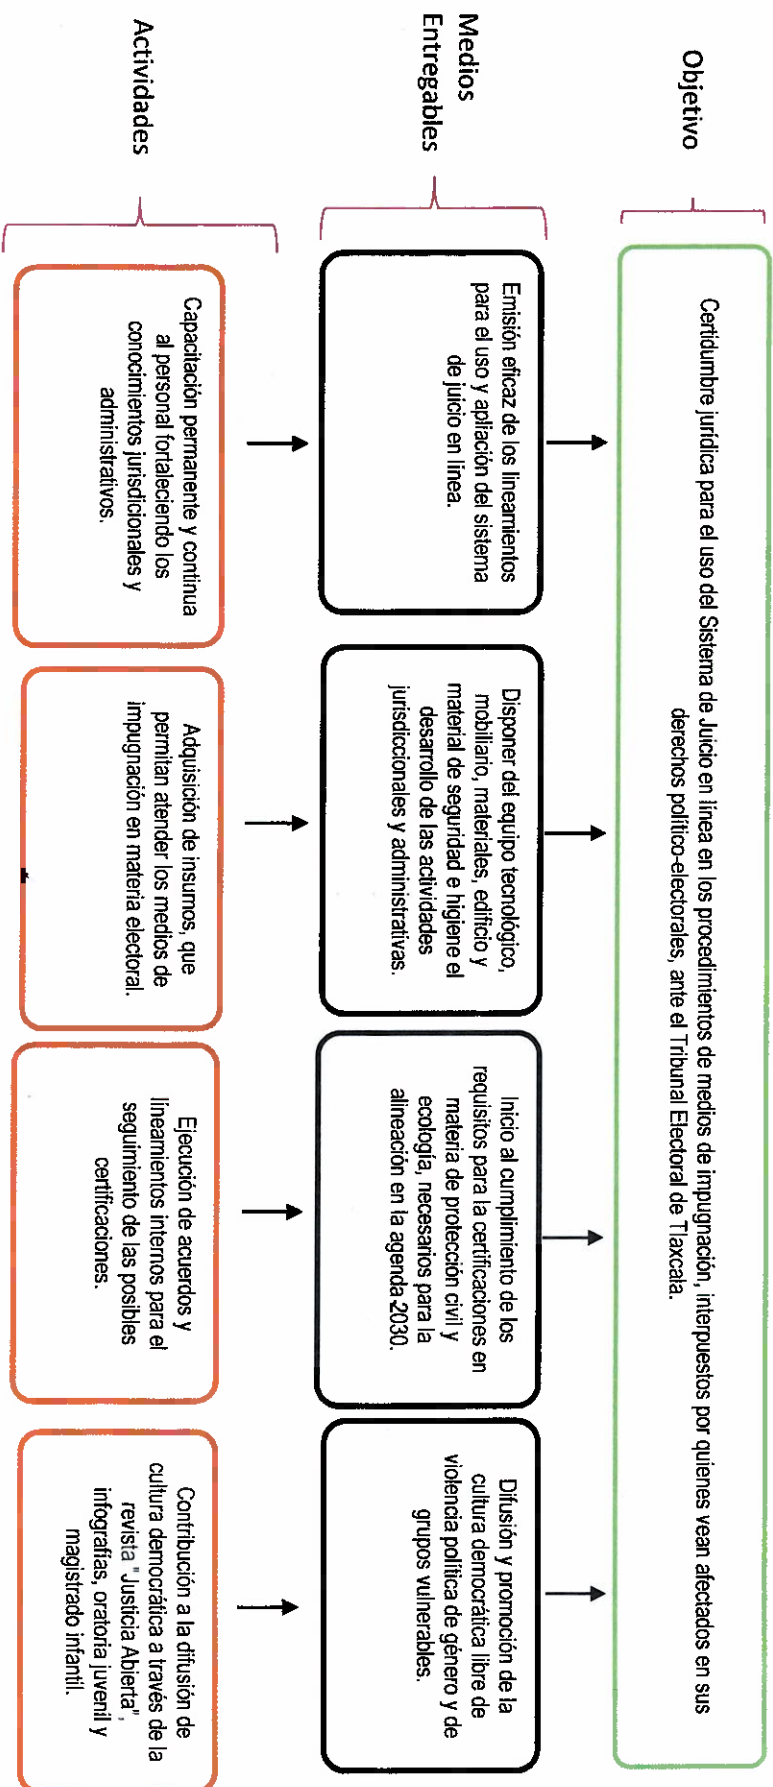 Objetivo
Certidumbre jurídica para el uso del Sistema de Juicio en línea en los procedimientos de medios de impugnación, interpuestos por quienes vean afectados en sus
derechos político-electorales, ante el Tribunal Electoral de Tlaxcala.
Medios
Entregables
Emisión eficaz de los lineamientos
para el uso y apliación del sistema
de juicio en línea.
Disponer del equipo tecnológico,
mobiliario, materiales, edificio y
material de seguridad e higiene el
desarrollo de las actividades
jurisdiccionales y administrativas.
Inicio al cumplimiento de los
requisitos para la certificaciones en
materia de protección civil y
ecología, necesarios para la
alineación en la agenda 2030.
Difusión y promoción de la
cultura democrática libre de
violencia política de género y de
grupos vulnerables.
Actividades
Capacitación permanente y continua
al personal fortaleciendo los
conocimientos jurisdicionales y
administrativos.
Adquisición de insumos, que
permitan atender los medios de
impugnación en materia electoral.
Ejecución de acuerdos y
lineamientos internos para el
seguimiento de las posibles
certificaciones.
Contribución a la difusión de
cultura democrática a través de la
revista " Justicia Abierta",
infografías, oratoria juvenil y
magistrado infantil.